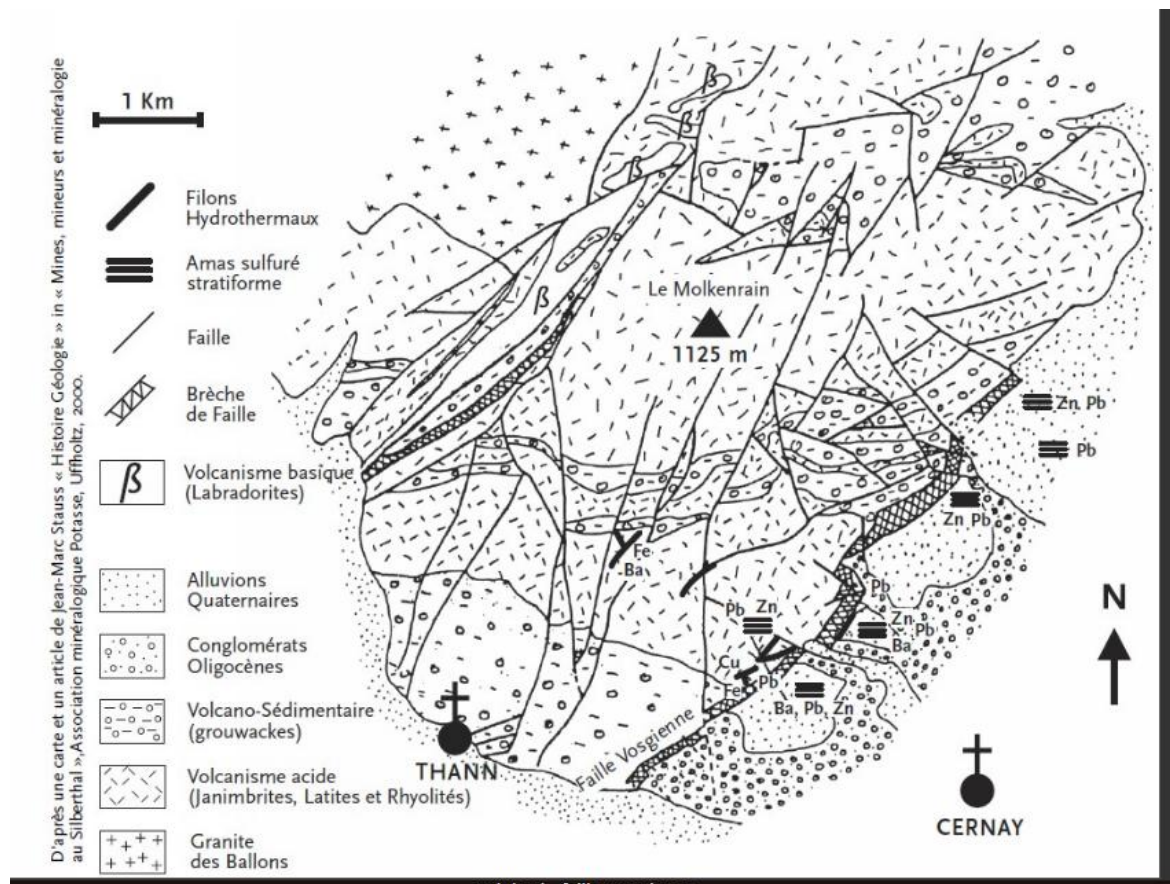 D'après une carte et un article de Jean-Marc Stauss « Histoire Géologie » in « Mines, mineurs et minéralogie
au Silberthal »,Association minéralogique Potasse, Uffholtz, 2000.
1 Km
Filons
Hydrothermaux
Amas sulfuré
stratiforme
Faille
Brèche
de Faille
β
Volcanisme basique
(Labradorites)
Alluvions
Quaternaires
Conglomérats
Oligocènes
Volcano-Sédimentaire
(grouwackes)
Volcanisme acide
(Janimbrites, Latites et Rhyolités)
Granite
des Ballons
β
β
β
β
Le Molkenrain
1125 m
Zn, Pb
Pb
Zn Pb
Fe
Ba
Pb
Pb Zn
Zn, Pb
Ba
Cu
Fe
Pb
Ba, Pb, Zn
Faille Vosgienne
THANN
N
CERNAY